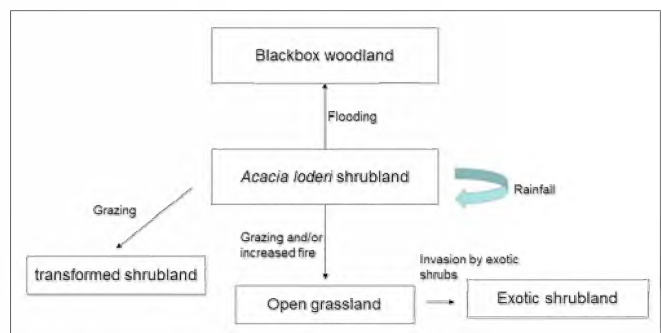 Blackbox woodland
Flooding
Acacia loderi shrubland
Rainfall
Grazing
Grazing and/or
increased fire
Invasion by exotic
shrubs
transformed shrubland
Open grassland
Exotic shrubland